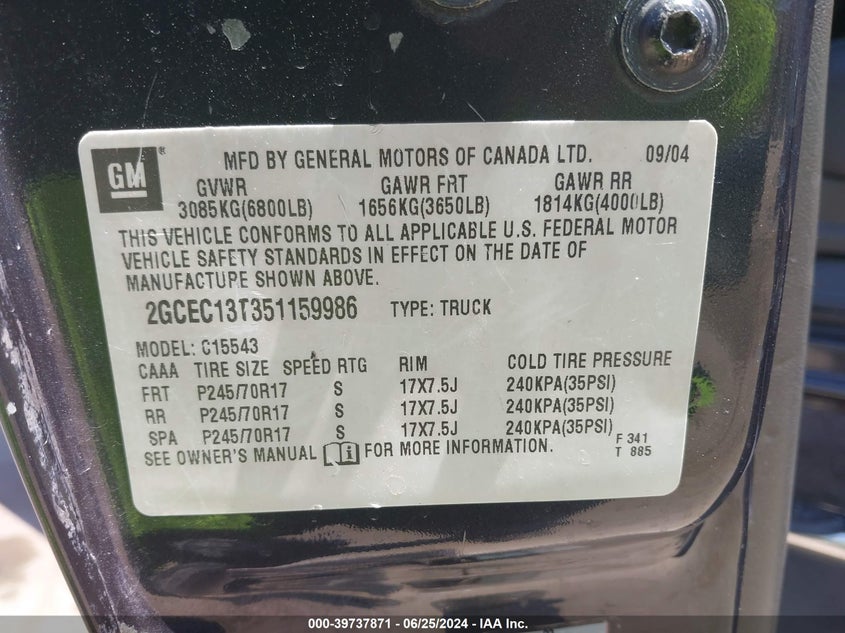 GM® MFD BY GENERAL MOTORS OF CANADA LTD. 09/04
GVWR GAWR FRT GAWR RR
3085KG(6800LB) 1656KG(3650LB) 1814KG(4000LB)
THIS VEHICLE CONFORMS TO ALL APPLICABLE U.S. FEDERAL MOTOR
VEHICLE SAFETY STANDARDS IN EFFECT ON THE DATE OF
MANUFACTURE SHOWN ABOVE.
2GCEC13T351159986 TYPE: TRUCK
MODEL: C15543
CAAA TIRE SIZE SPEED RTG RIM COLD TIRE PRESSURE
FRT P245/70R17 S 17X7.5J 240KPA(35PSI)
RR P245/70R17 S 17X7.5J 240KPA(35PSI)
SPA P245/70R17 S 17X7.5J 240KPA(35PSI)
SEE OWNER'S MANUAL FOR MORE INFORMATION. F 341
T 885
000-39737871 - 06/25/2024 - IAA Inc.